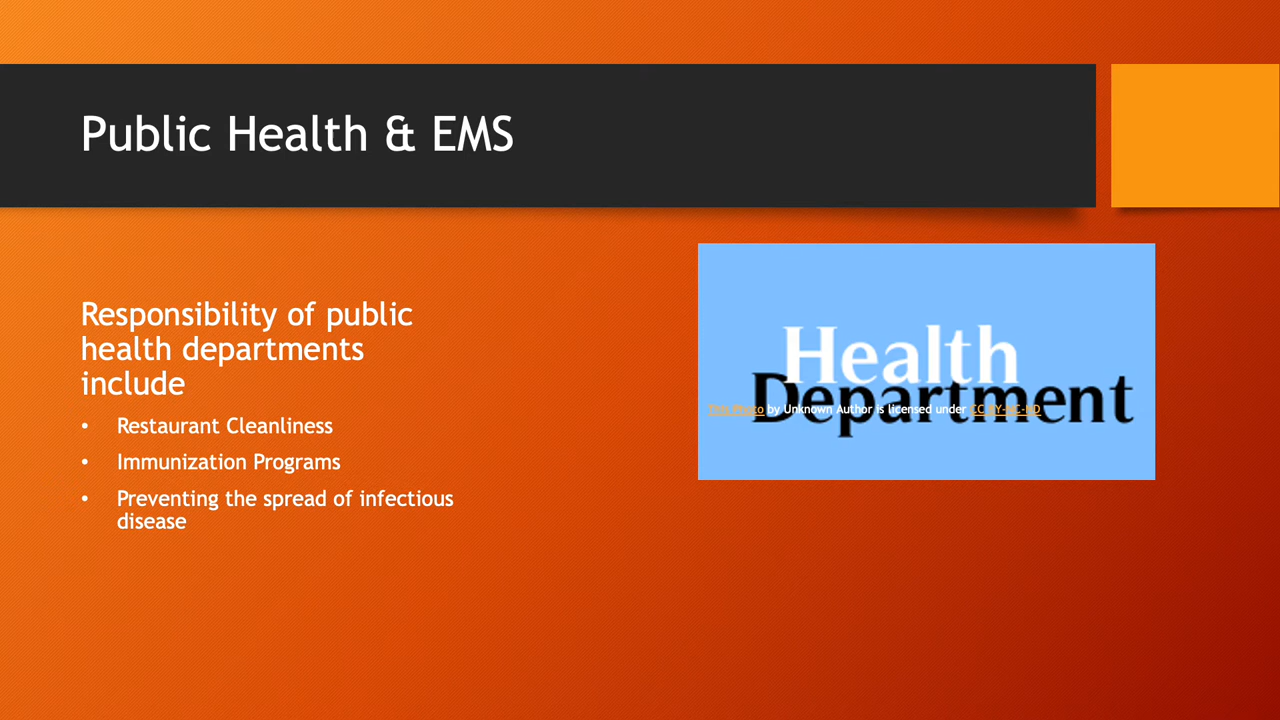 Public Health & EMS
Responsibility of public
health departments
include
• Restaurant Cleanliness
• Immunization Programs
• Preventing the spread of infectious
disease
Health
Department
This Photo by Unknown Author is licensed under CC BY-NC-ND